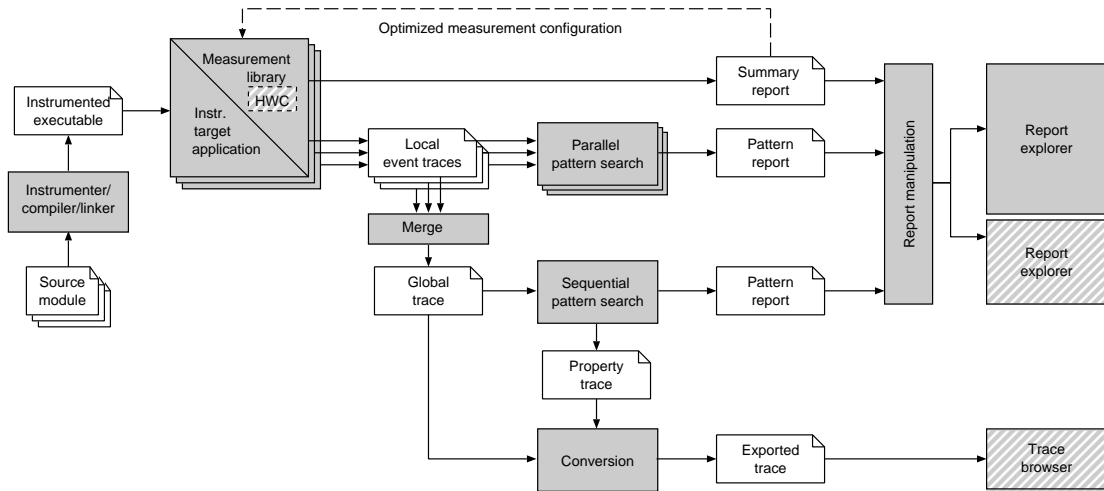 Optimized measurement configuration
Measurement
library
HWC
Instr.
target
application
Instrumented
executable
Instrumenter/
compiler/linker
Source
module
Local
event traces
Merge
Global
trace
Parallel
pattern search
Sequential
pattern search
Property
trace
Conversion
Summary
report
Pattern
report
Pattern
report
Exported
trace
Report manipulation
Report
explorer
Report
explorer
Trace
browser